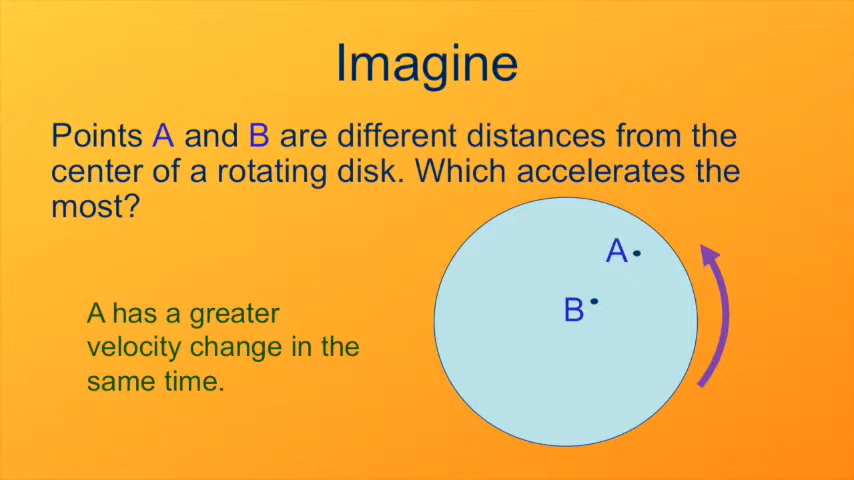 Imagine
Points A and B are different distances from the
center of a rotating disk. Which accelerates the
most?
A
B
A has a greater
velocity change in the
same time.